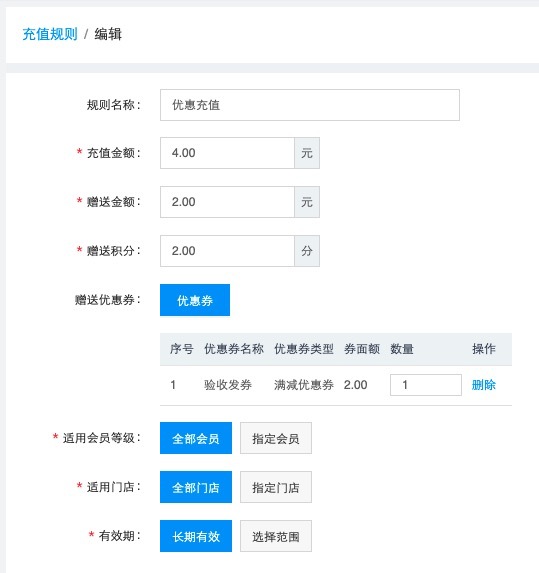 充值规则 / 编辑
规则名称： 优惠充值
* 充值金额： 4.00 元
* 赠送金额： 2.00 元
* 赠送积分： 2.00 分
赠送优惠券： 优惠券
序号 优惠券名称 优惠券类型 券面额 数量 操作
1 验收发券 满减优惠券 2.00 1 删除
* 适用会员等级： 全部会员 指定会员
* 适用门店： 全部门店 指定门店
* 有效期： 长期有效 选择范围